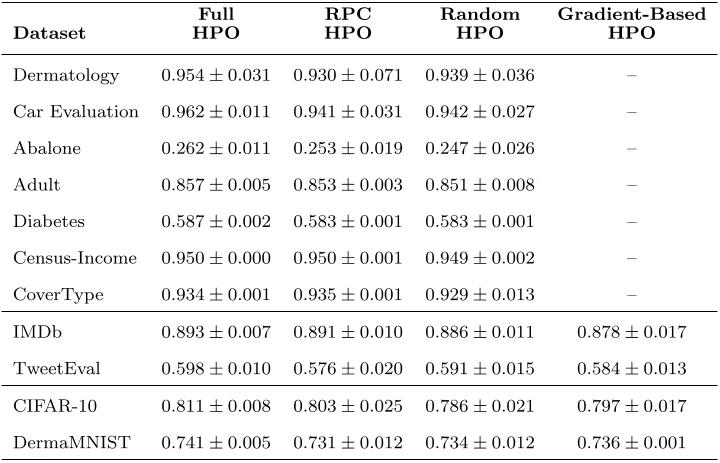 Full RPC Random Gradient-Based
Dataset HPO HPO HPO HPO
Dermatology 0.954 ± 0.031 0.930 ± 0.071 0.939 ± 0.036 –
Car Evaluation 0.962 ± 0.011 0.941 ± 0.031 0.942 ± 0.027 –
Abalone 0.262 ± 0.011 0.253 ± 0.019 0.247 ± 0.026 –
Adult 0.857 ± 0.005 0.853 ± 0.003 0.851 ± 0.008 –
Diabetes 0.587 ± 0.002 0.583 ± 0.001 0.583 ± 0.001 –
Census-Income 0.950 ± 0.000 0.950 ± 0.001 0.949 ± 0.002 –
CoverType 0.934 ± 0.001 0.935 ± 0.001 0.929 ± 0.013 –
IMDb 0.893 ± 0.007 0.891 ± 0.010 0.886 ± 0.011 0.878 ± 0.017
TweetEval 0.598 ± 0.010 0.576 ± 0.020 0.591 ± 0.015 0.584 ± 0.013
CIFAR-10 0.811 ± 0.008 0.803 ± 0.025 0.786 ± 0.021 0.797 ± 0.017
DermaMNIST 0.741 ± 0.005 0.731 ± 0.012 0.734 ± 0.012 0.736 ± 0.001